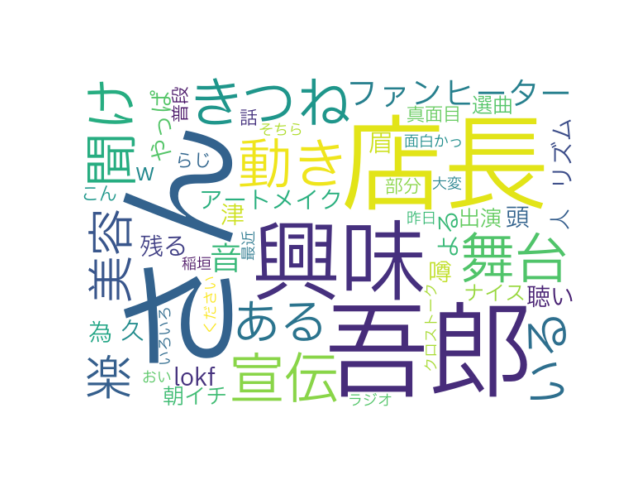 さん
店長
吾郎
興味
きつね
ファンヒーター
聞け
動き
舞台
美容
宣伝
ある
いる
楽
音
アートメイク
やっぱ
普段
話
そちら
真面目
選曲
眉
面白かっ
リズム
らじ
w
こん
部分
大変
津
昨日
よる
出演
頭
人
残る
稲垣
最近
噂
ナイス
聴い
為
久
いろいろ
ください
クロストーク
lokf
おい
朝イチ
ラジオ